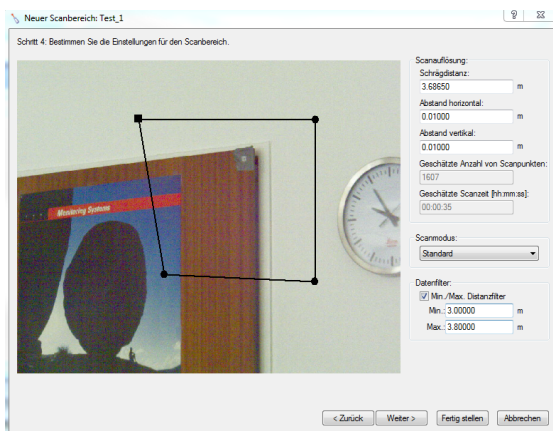 Neuer Scanbereich: Test_1
Schritt 4: Bestimmen Sie die Einstellungen für den Scanbereich.
Monitoring Systems
Scanauflösung:
Schrägdistanz:
3.68650 m
Abstand horizontal:
0.01000 m
Abstand vertikal:
0.01000 m
Geschätzte Anzahl von Scanpunkten:
1607
Geschätzte Scanzeit [hh:mm:ss]:
00:00:35
Scanmodus:
Standard
Datenfilter:
Min./Max. Distanzfilter
Min.: 3.00000 m
Max.: 3.80000 m
< Zurück Weiter > Fertig stellen Abbrechen